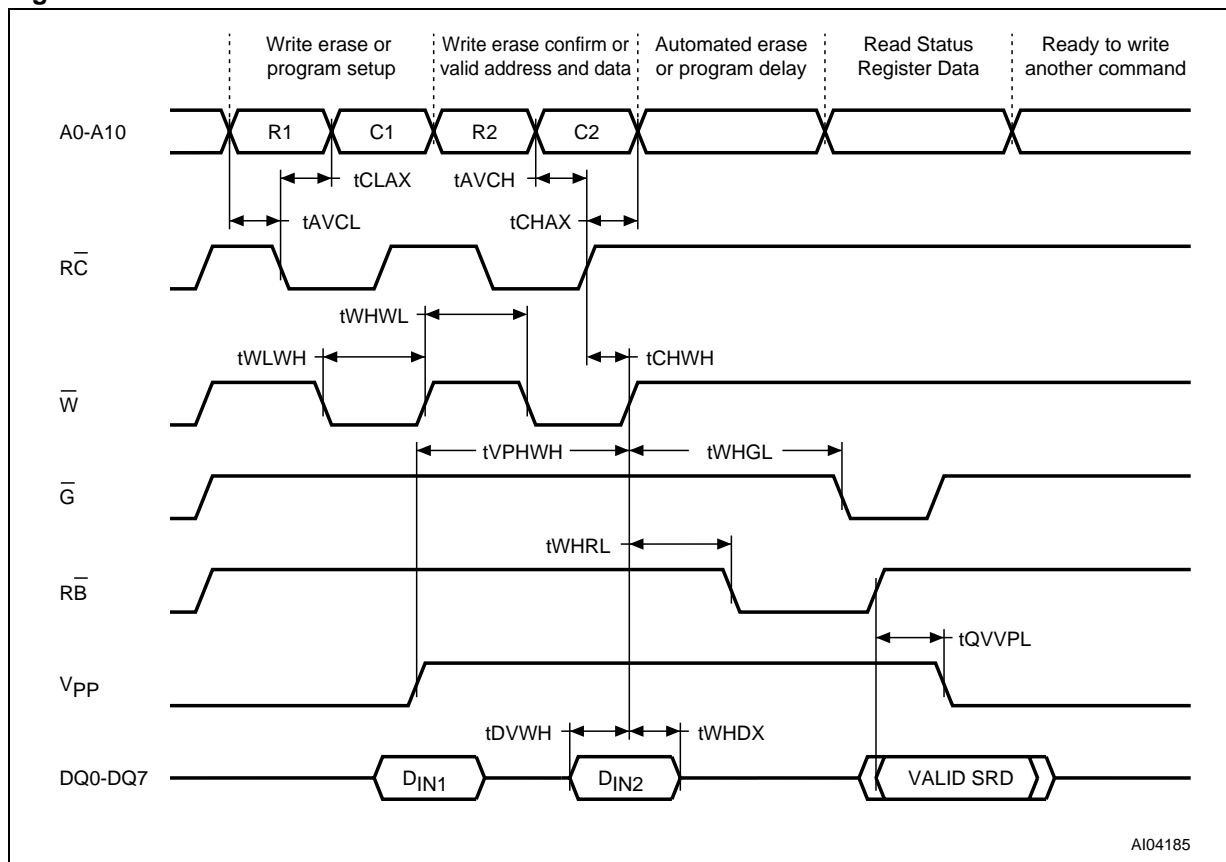 Write erase or program setup
Write erase confirm or valid address and data
Automated erase or program delay
Read Status Register Data
Ready to write another command
A0-A10
R1
C1
R2
C2
tCLAX
tAVCH
tAVCL
tCHAX
RC̅
tWHWL
tWLWH
tCHWH
W̅
tVPHWH
tWHGL
G̅
tWHRL
RB̅
tQVVPL
VPP
tDVWH
tWHDX
DQ0-DQ7
DIN1
DIN2
VALID SRD
AI04185